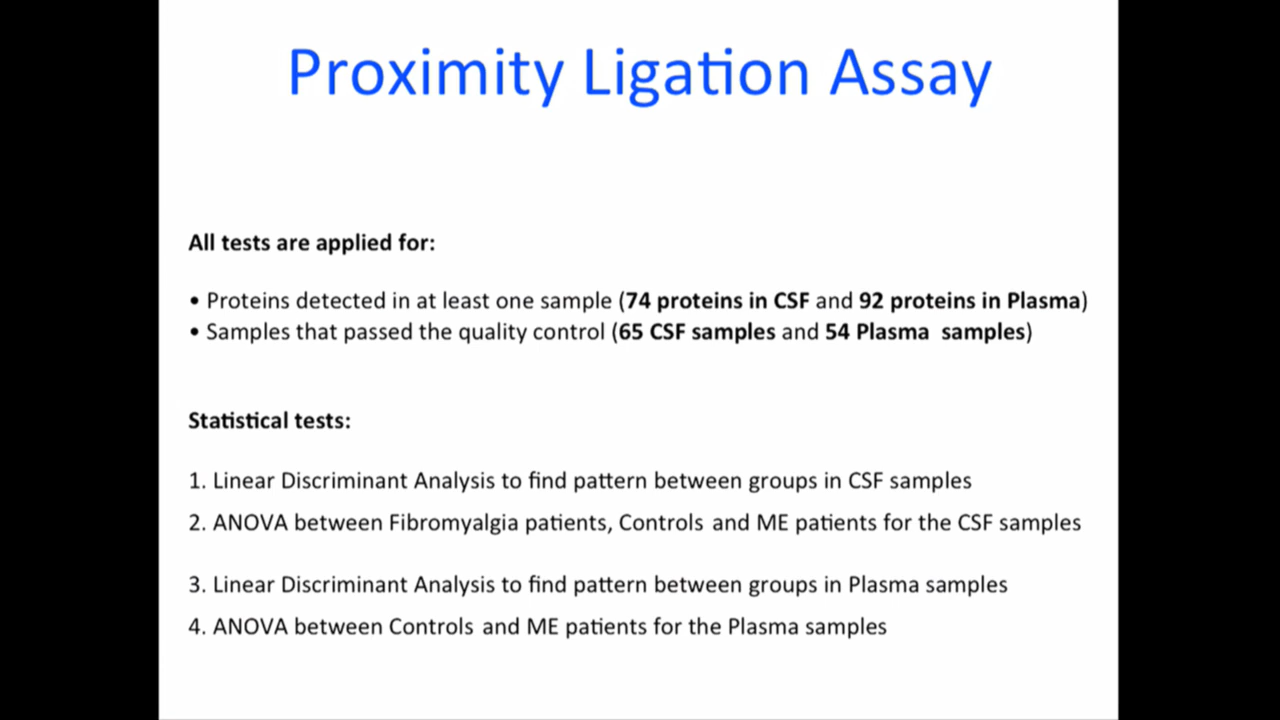 Proximity Ligation Assay
All tests are applied for:
• Proteins detected in at least one sample (74 proteins in CSF and 92 proteins in Plasma)
• Samples that passed the quality control (65 CSF samples and 54 Plasma  samples)
Statistical tests:
1. Linear Discriminant Analysis to find pattern between groups in CSF samples
2. ANOVA between Fibromyalgia patients, Controls and ME patients for the CSF samples
3. Linear Discriminant Analysis to find pattern between groups in Plasma samples
4. ANOVA between Controls and ME patients for the Plasma samples